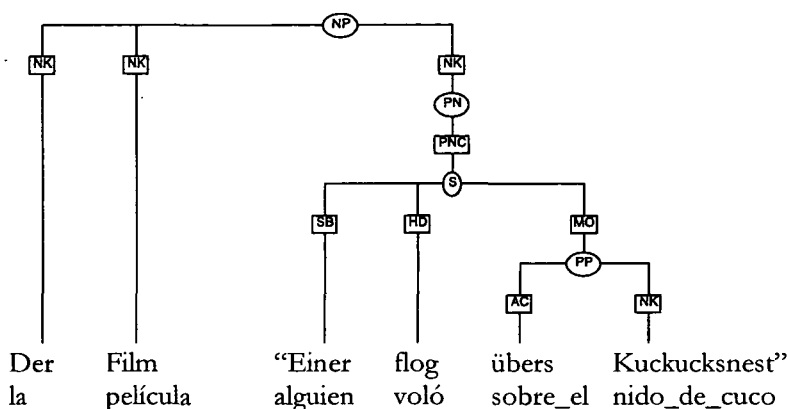 NP
NK NK NK
PN
PNC
S
SB HD MO
PP
AC NK
Der Film “Einer flog übers Kuckucksnest”
la película alguien voló sobre_el nido_de_cuco